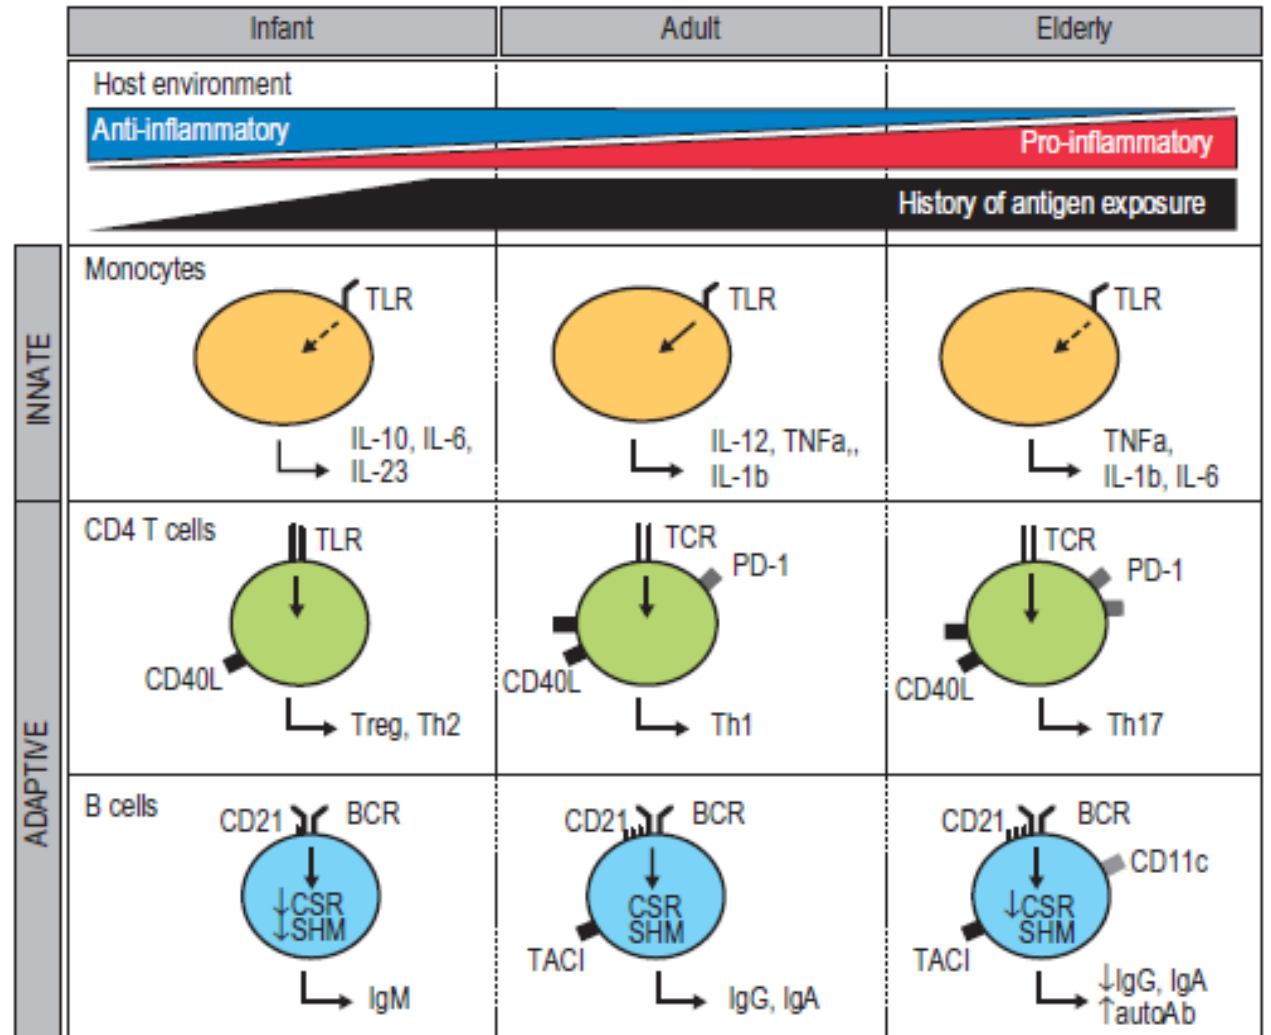 Infant
Adult
Elderly
Host environment
Anti-inflammatory
Pro-inflammatory
History of antigen exposure
INNATE
Monocytes
TLR
IL-10, IL-6,
IL-23
TLR
IL-12, TNFa,,
IL-1b
TLR
TNFa,
IL-1b, IL-6
ADAPTIVE
CD4 T cells
TLR
CD40L
Treg, Th2
TCR
PD-1
CD40L
Th1
TCR
PD-1
CD40L
Th17
B cells
CD21
BCR
↓CSR
↓SHM
IgM
CD21
BCR
CSR
SHM
TACI
IgG, IgA
CD21
BCR
CD11c
↓CSR
SHM
TACI
↓IgG, IgA
↑autoAb